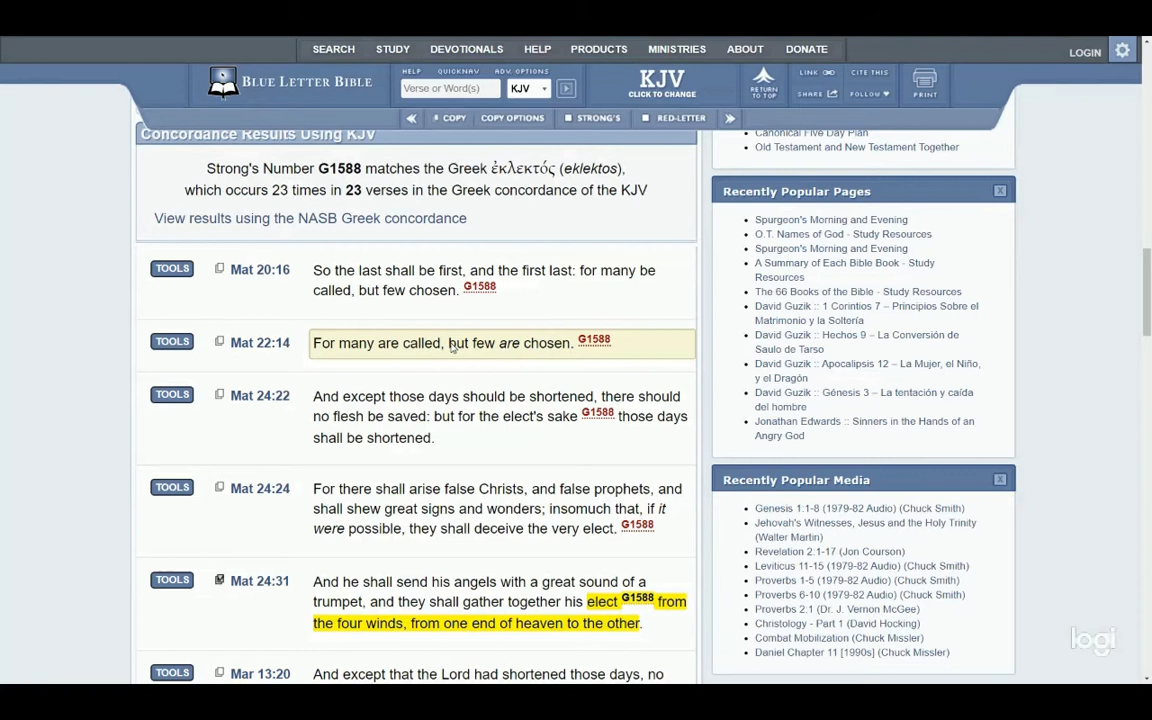 SEARCH STUDY DEVOTIONALS HELP PRODUCTS MINISTRIES ABOUT DONATE LOGIN
BLUE LETTER BIBLE
HELP QUICKNAV ADV. OPTIONS
Verse or Word(s) KJV
KJV
CLICK TO CHANGE
RETURN
TO TOP
LINK CITE THIS
SHARE FOLLOW
PRINT
COPY COPY OPTIONS STRONG'S RED-LETTER
Concordance Results Using KJV
Strong's Number G1588 matches the Greek ἐκλεκτός (eklektos),
which occurs 23 times in 23 verses in the Greek concordance of the KJV
View results using the NASB Greek concordance
TOOLS Mat 20:16 So the last shall be first, and the first last: for many be
called, but few chosen. G1588
TOOLS Mat 22:14 For many are called, but few are chosen. G1588
TOOLS Mat 24:22 And except those days should be shortened, there should
no flesh be saved: but for the elect's sake G1588 those days
shall be shortened.
TOOLS Mat 24:24 For there shall arise false Christs, and false prophets, and
shall shew great signs and wonders; insomuch that, if it
were possible, they shall deceive the very elect. G1588
TOOLS Mat 24:31 And he shall send his angels with a great sound of a
trumpet, and they shall gather together his elect G1588 from
the four winds, from one end of heaven to the other.
TOOLS Mar 13:20 And except that the Lord had shortened those days, no
Canonical Five Day Plan
Old Testament and New Testament Together
Recently Popular Pages
Spurgeon's Morning and Evening
O.T. Names of God - Study Resources
Spurgeon's Morning and Evening
A Summary of Each Bible Book - Study
Resources
The 66 Books of the Bible - Study Resources
David Guzik :: 1 Corintios 7 – Principios Sobre el
Matrimonio y la Soltería
David Guzik :: Hechos 9 – La Conversión de
Saulo de Tarso
David Guzik :: Apocalipsis 12 – La Mujer, el Niño,
y el Dragón
David Guzik :: Génesis 3 – La tentación y caída
del hombre
Jonathan Edwards :: Sinners in the Hands of an
Angry God
Recently Popular Media
Genesis 1:1-8 (1979-82 Audio) (Chuck Smith)
Jehovah's Witnesses, Jesus and the Holy Trinity
(Walter Martin)
Revelation 2:1-17 (Jon Courson)
Leviticus 11-15 (1979-82 Audio) (Chuck Smith)
Proverbs 1-5 (1979-82 Audio) (Chuck Smith)
Proverbs 6-10 (1979-82 Audio) (Chuck Smith)
Proverbs 2:1 (Dr. J. Vernon McGee)
Christology - Part 1 (David Hocking)
Combat Mobilization (Chuck Missler)
Daniel Chapter 11 [1990s] (Chuck Missler)
logi